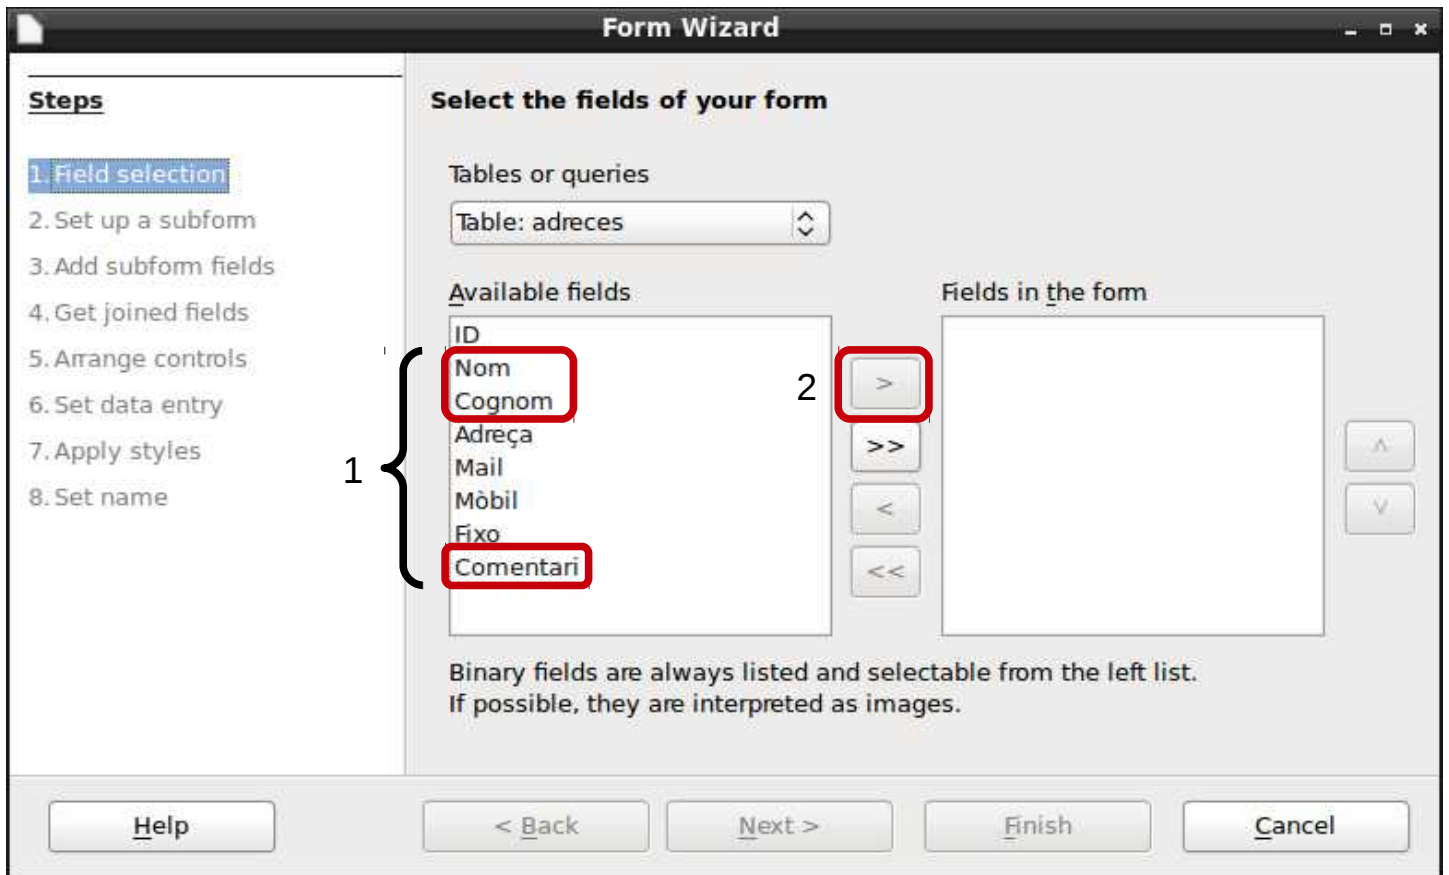 Form Wizard
Steps
1. Field selection
2. Set up a subform
3. Add subform fields
4. Get joined fields
5. Arrange controls
6. Set data entry
7. Apply styles
8. Set name
Select the fields of your form
Tables or queries
Table: adreces
Available fields
ID
Nom
Cognom
Adreça
Mail
Mòbil
Fixo
Comentari
1
2
>
>>
<
<<
Fields in the form
^
v
Binary fields are always listed and selectable from the left list.
If possible, they are interpreted as images.
Help
< Back
Next >
Finish
Cancel